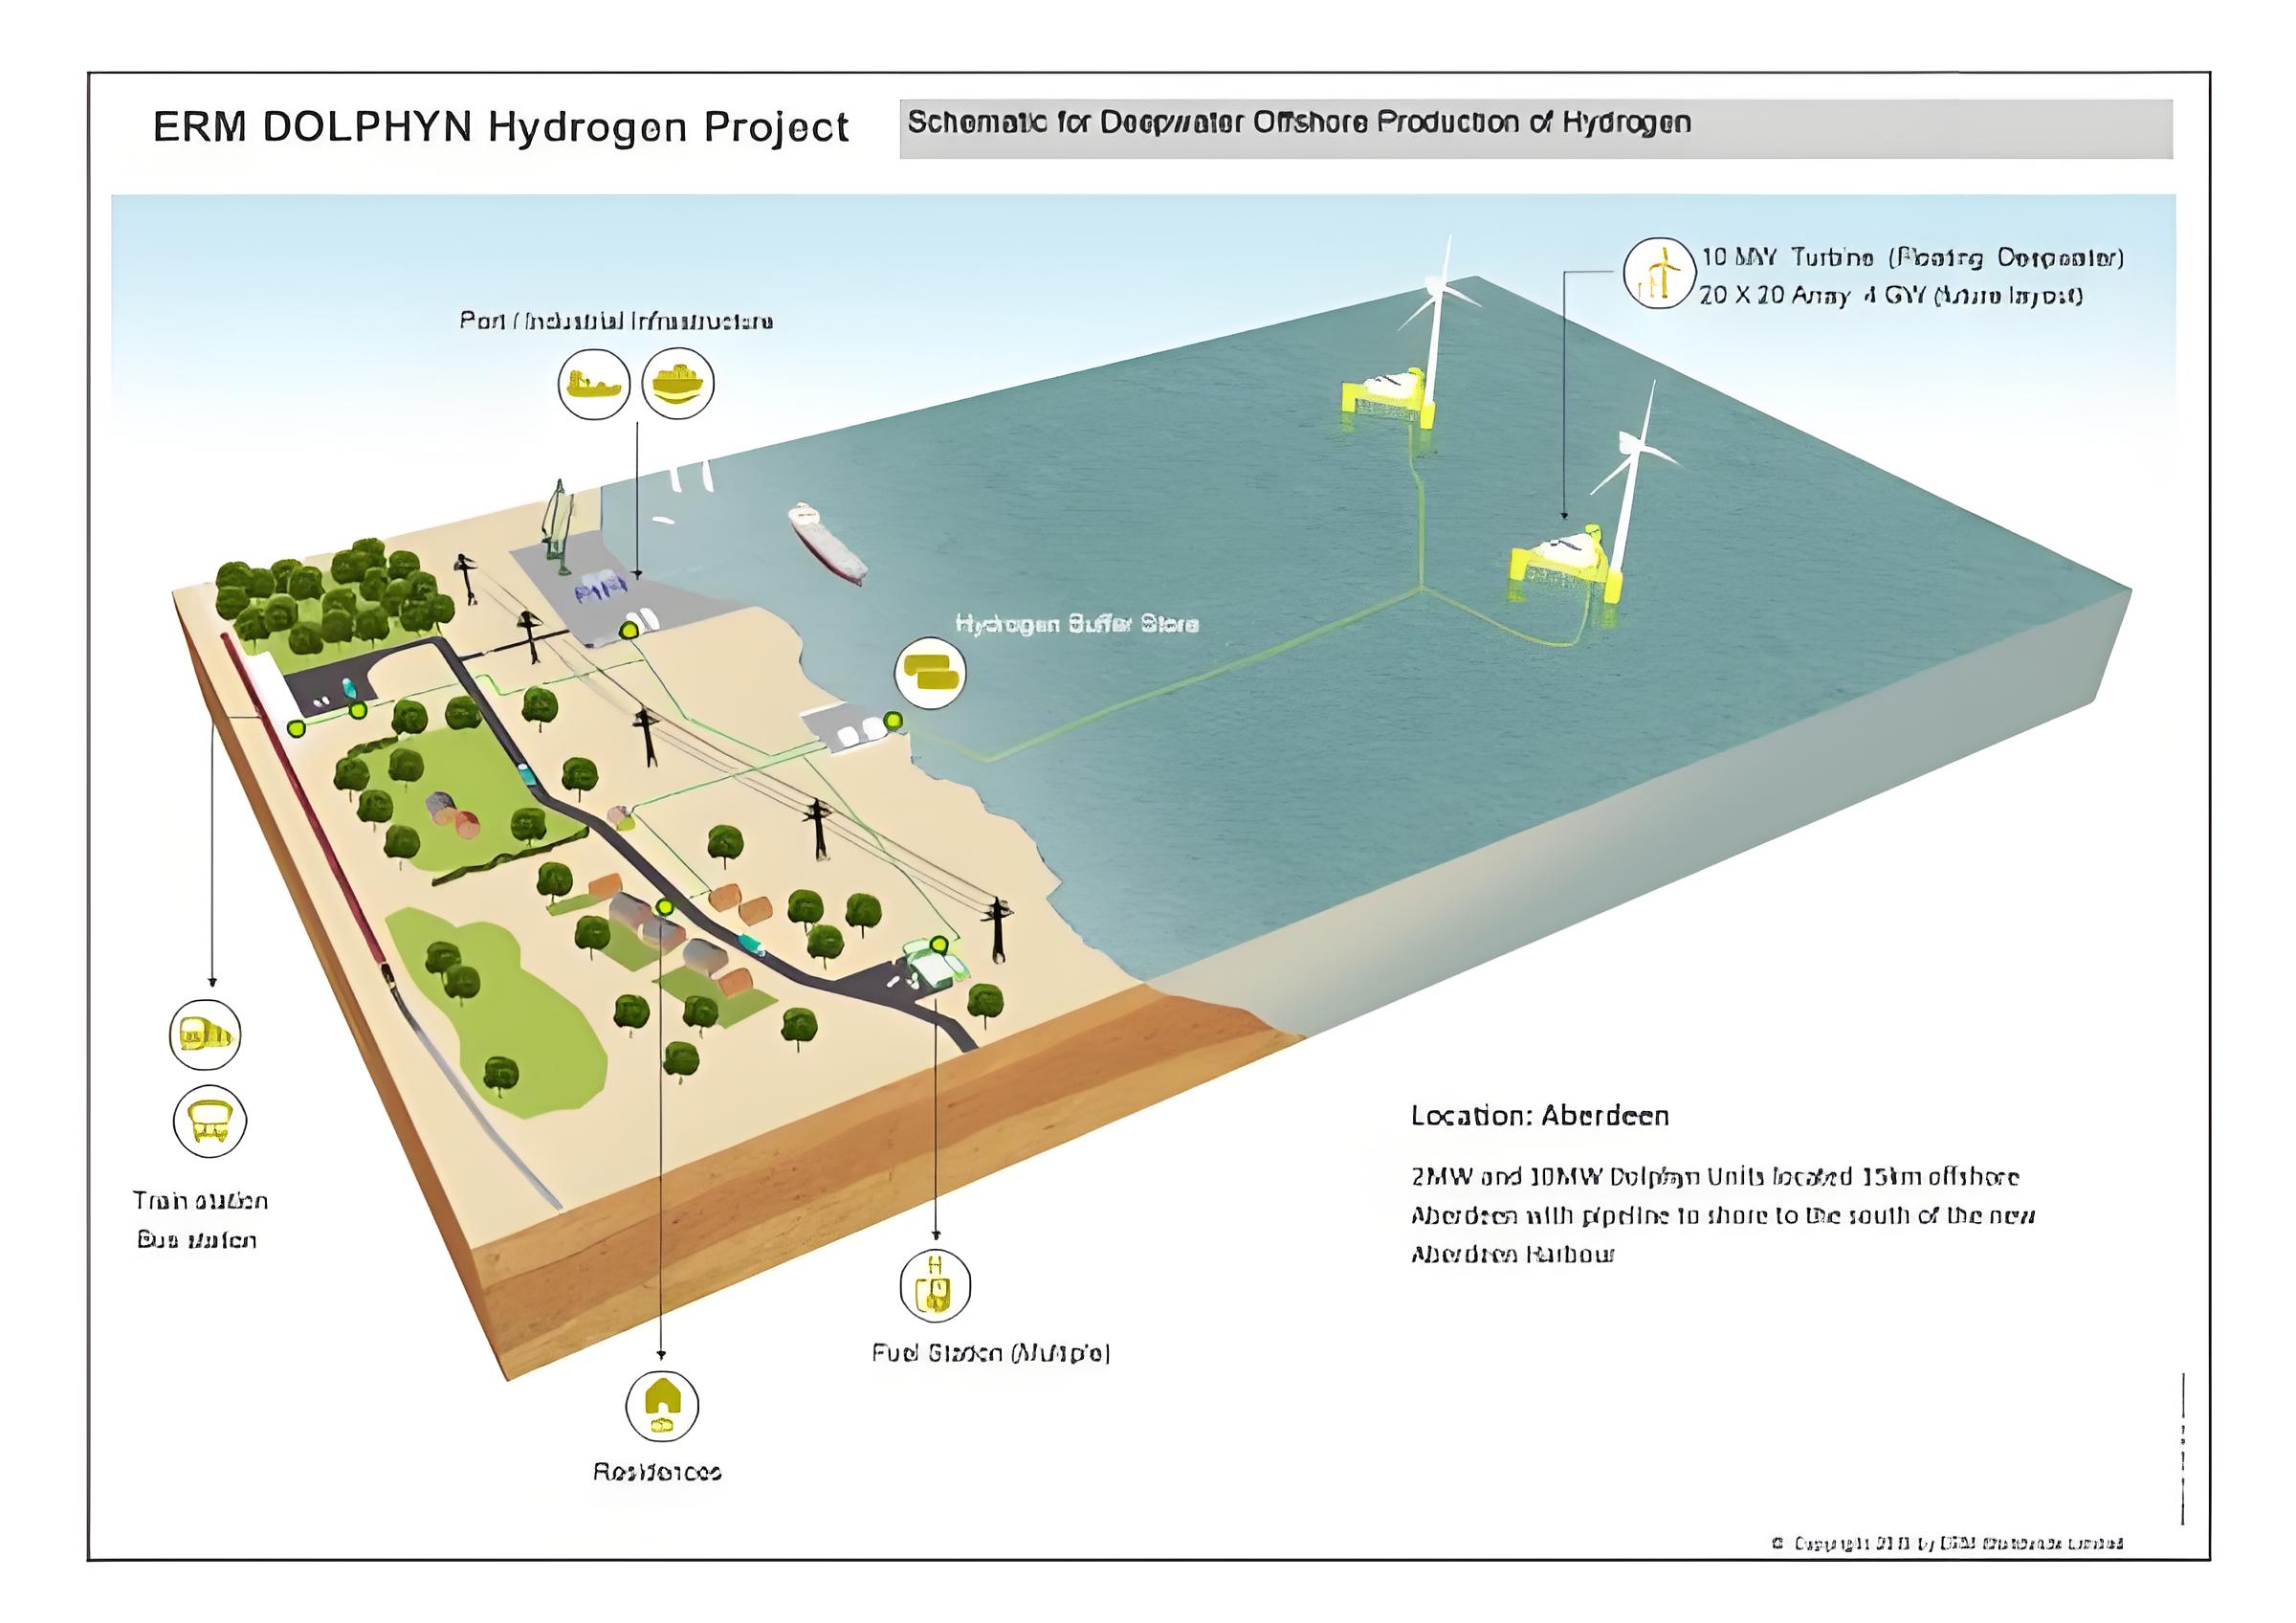 ERM DOLPHYN Hydrogen Project
Schematic for Deepwater Offshore Production of Hydrogen
10 MW Turbine (Floating Deepwater)
20 X 20 Array 4 GW (future layout)
Port / Industrial Infrastructure
Hydrogen Buffer Store
Location: Aberdeen
2MW and 10MW Dolphyn Units located 15km offshore
Aberdeen with pipeline to shore to the south of the new
Aberdeen Harbour
Train station
Bus station
Fuel Station (Multiple)
H
Residences
© Copyright by ERM Limited